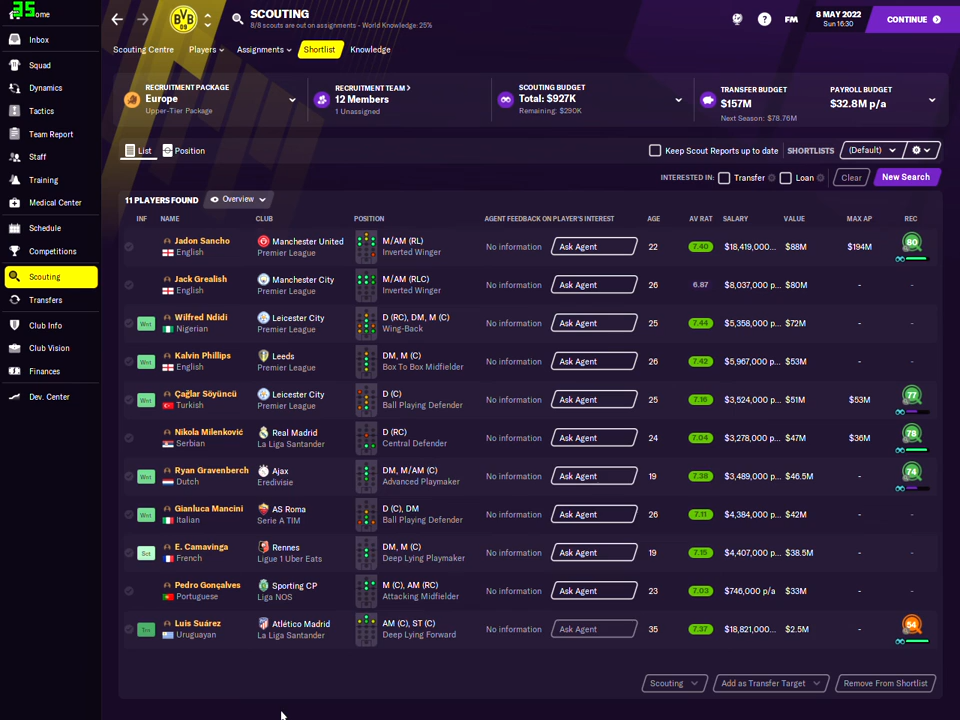 35
Home
BVB
09
SCOUTING
8/8 scouts are out on assignments - World Knowledge: 25%
FM
8 MAY 2022
Sun 16:30
CONTINUE
Inbox
Squad
Dynamics
Tactics
Team Report
Staff
Training
Medical Center
Schedule
Competitions
Scouting
Transfers
Club Info
Club Vision
Finances
Dev. Center
Scouting Centre
Players
Assignments
Shortlist
Knowledge
RECRUITMENT PACKAGE
Europe
Upper-Tier Package
RECRUITMENT TEAM >
12 Members
1 Unassigned
SCOUTING BUDGET
Total: $927K
Remaining: $290K
TRANSFER BUDGET
$157M
Next Season: $78.76M
PAYROLL BUDGET
$32.8M p/a
List
Position
Keep Scout Reports up to date
SHORTLISTS
(Default)
INTERESTED IN:
Transfer
Loan
Clear
New Search
11 PLAYERS FOUND
Overview
INF NAME CLUB POSITION AGENT FEEDBACK ON PLAYER'S INTEREST AGE AV RAT SALARY VALUE MAX AP REC
Jadon Sancho Manchester United M/AM (RL) No information Ask Agent 22 7.40 $18,419,000... $88M $194M 80
English Premier League Inverted Winger
Jack Grealish Manchester City M/AM (RLC) No information Ask Agent 26 6.87 $8,037,000 p... $80M - -
English Premier League Inverted Winger
Wnt Wilfred Ndidi Leicester City D (RC), DM, M (C) No information Ask Agent 25 7.44 $5,358,000 p... $72M - -
Nigerian Premier League Wing-Back
Wnt Kalvin Phillips Leeds DM, M (C) No information Ask Agent 26 7.42 $5,967,000 p... $53M - -
English Premier League Box To Box Midfielder
Wnt Çağlar Söyüncü Leicester City D (C) No information Ask Agent 25 7.16 $3,524,000 p... $51M $53M 77
Turkish Premier League Ball Playing Defender
Nikola Milenković Real Madrid D (RC) No information Ask Agent 24 7.04 $3,278,000 p... $47M $36M 78
Serbian La Liga Santander Central Defender
Wnt Ryan Gravenberch Ajax DM, M/AM (C) No information Ask Agent 19 7.38 $3,489,000 p... $46.5M - 74
Dutch Eredivisie Advanced Playmaker
Wnt Gianluca Mancini AS Roma D (C), DM No information Ask Agent 26 7.11 $4,384,000 p... $42M - -
Italian Serie A TIM Ball Playing Defender
Set E. Camavinga Rennes DM, M (C) No information Ask Agent 19 7.15 $4,407,000 p... $38.5M - -
French Ligue 1 Uber Eats Deep Lying Playmaker
Pedro Gonçalves Sporting CP M (C), AM (RC) No information Ask Agent 23 7.03 $746,000 p/a $33M - -
Portuguese Liga NOS Attacking Midfielder
Trn Luis Suárez Atlético Madrid AM (C), ST (C) No information Ask Agent 35 7.37 $18,821,000... $2.5M - 54
Uruguayan La Liga Santander Deep Lying Forward
Scouting
Add as Transfer Target
Remove From Shortlist